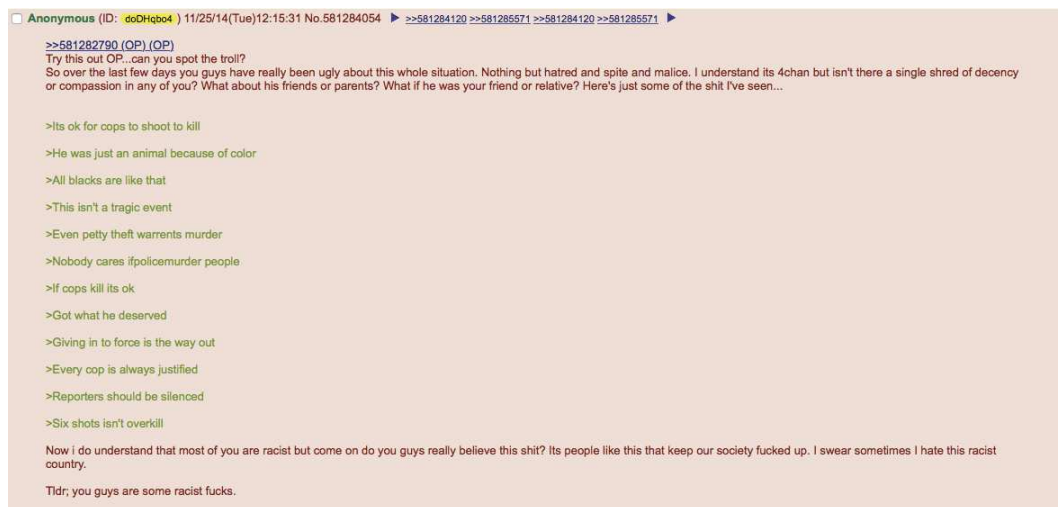 Anonymous (ID: doDHqbo4 ) 11/25/14(Tue)12:15:31 No.581284054 ▶ >>581284120 >>581285571 >>581284120 >>581285571 ▶
>>581282790 (OP) (OP)
Try this out OP...can you spot the troll?
So over the last few days you guys have really been ugly about this whole situation. Nothing but hatred and spite and malice. I understand its 4chan but isn't there a single shred of decency
or compassion in any of you? What about his friends or parents? What if he was your friend or relative? Here's just some of the shit I've seen...
>Its ok for cops to shoot to kill
>He was just an animal because of color
>All blacks are like that
>This isn't a tragic event
>Even petty theft warrents murder
>Nobody cares ifpolicemurder people
>If cops kill its ok
>Got what he deserved
>Giving in to force is the way out
>Every cop is always justified
>Reporters should be silenced
>Six shots isn't overkill
Now i do understand that most of you are racist but come on do you guys really believe this shit? Its people like this that keep our society fucked up. I swear sometimes I hate this racist
country.
Tldr; you guys are some racist fucks.